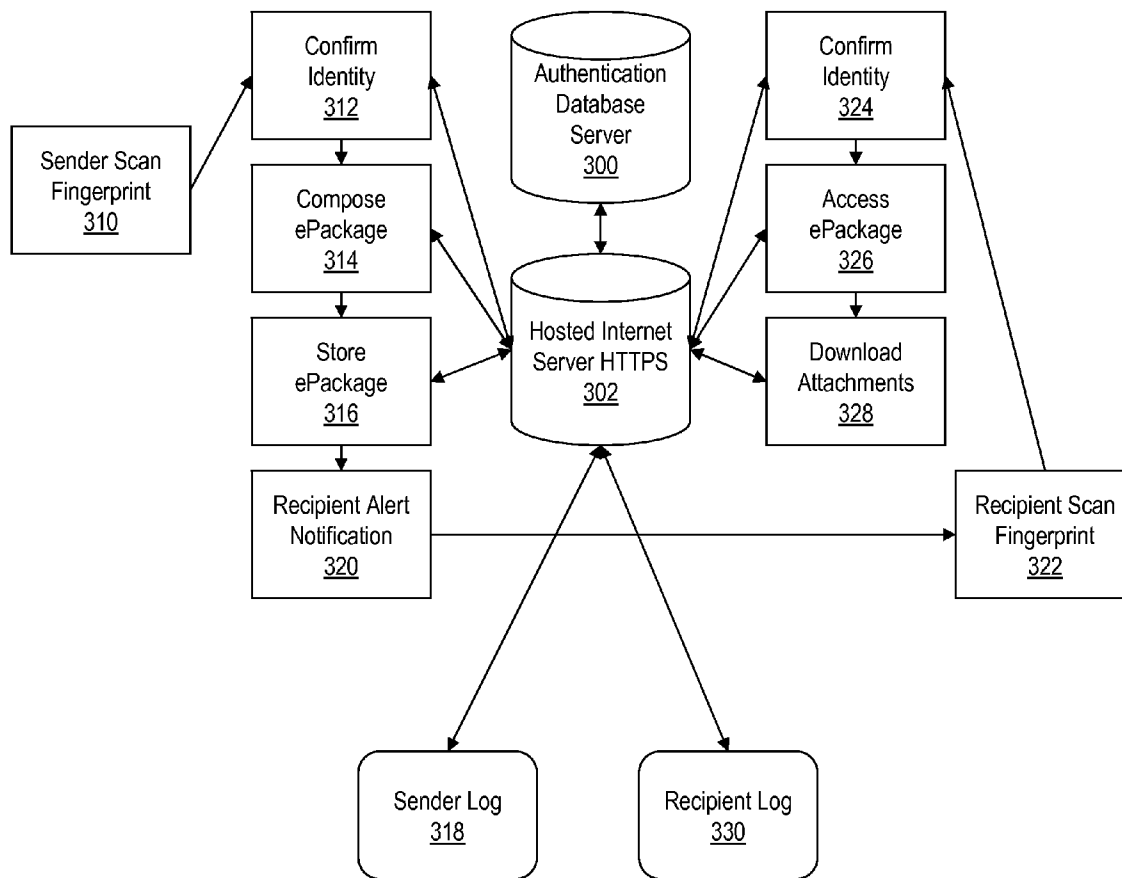 Sender Scan
Fingerprint
310
Confirm
Identity
312
Compose
ePackage
314
Store
ePackage
316
Recipient Alert
Notification
320
Authentication
Database
Server
300
Hosted Internet
Server HTTPS
302
Confirm
Identity
324
Access
ePackage
326
Download
Attachments
328
Recipient Scan
Fingerprint
322
Sender Log
318
Recipient Log
330